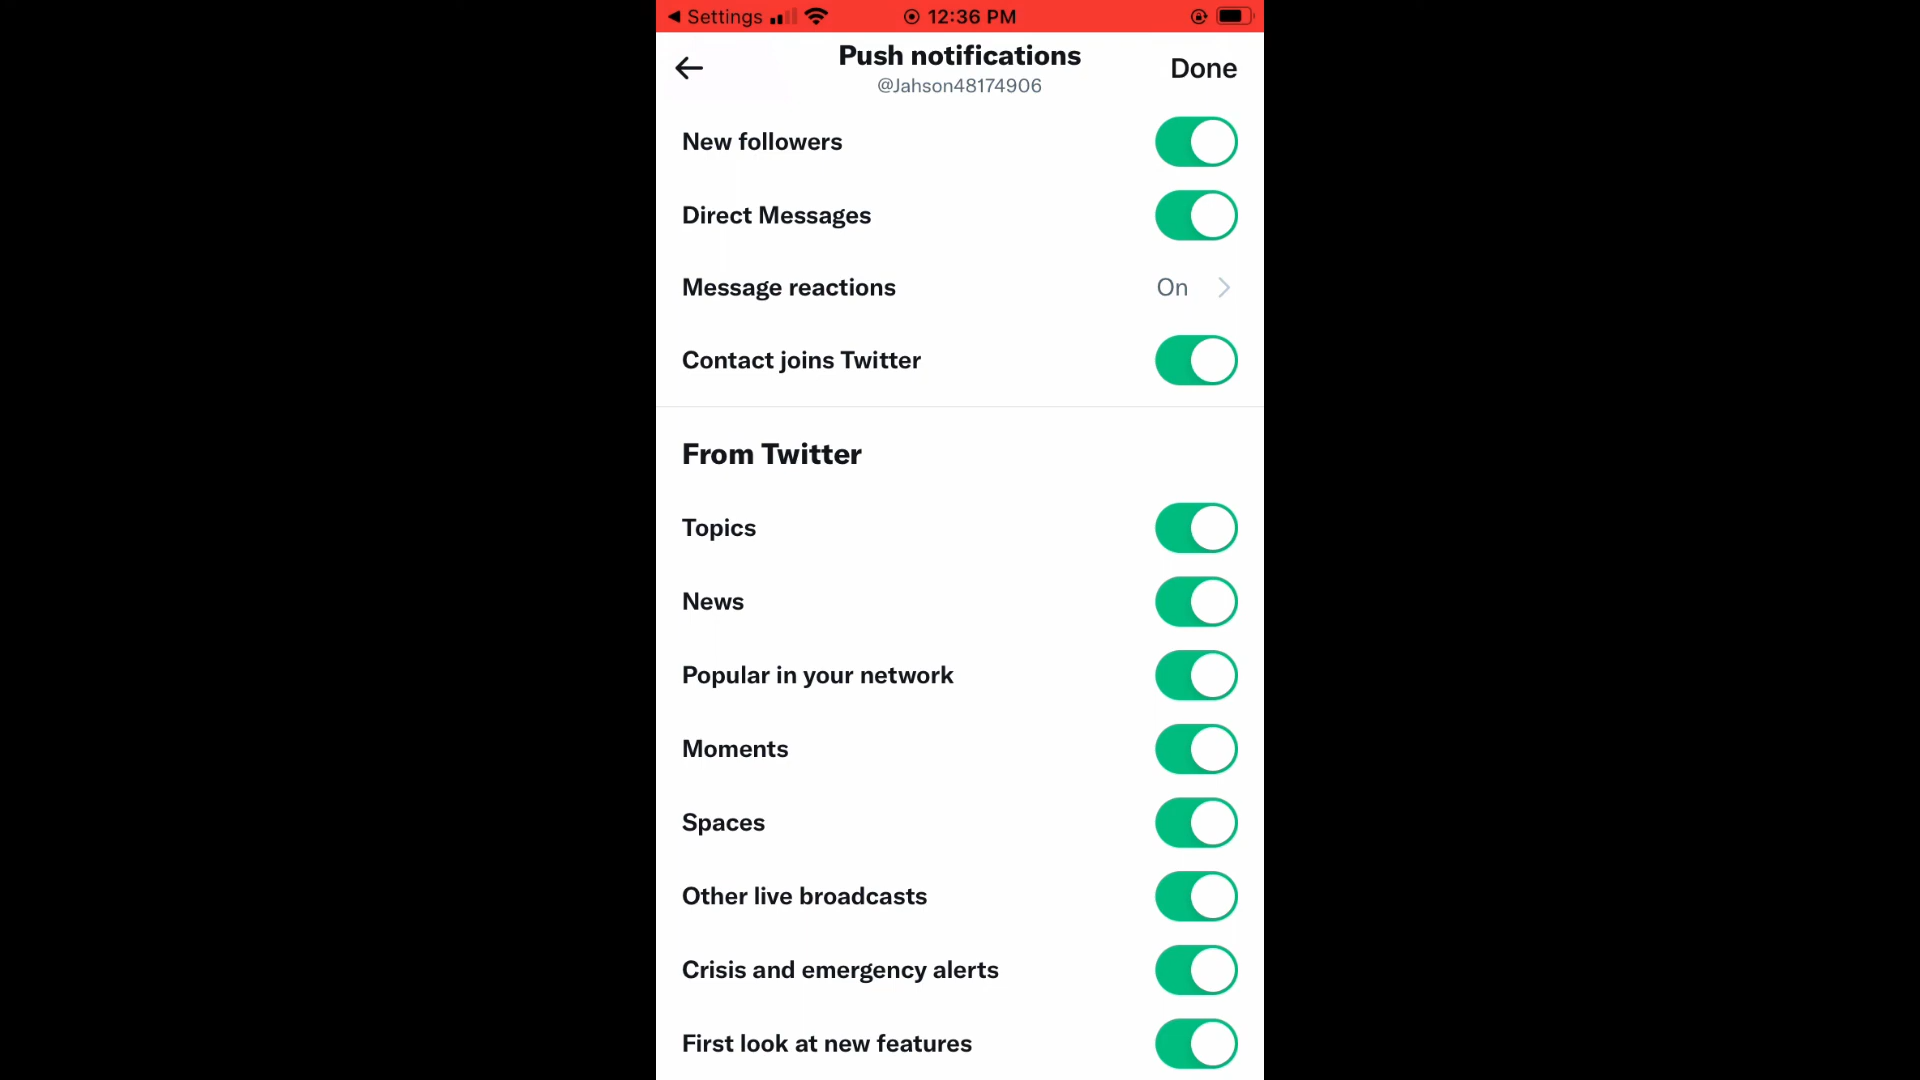 Settings 12:36 PM
Push notifications
@Jahson48174906
Done
New followers
Direct Messages
Message reactions On
Contact joins Twitter
From Twitter
Topics
News
Popular in your network
Moments
Spaces
Other live broadcasts
Crisis and emergency alerts
First look at new features